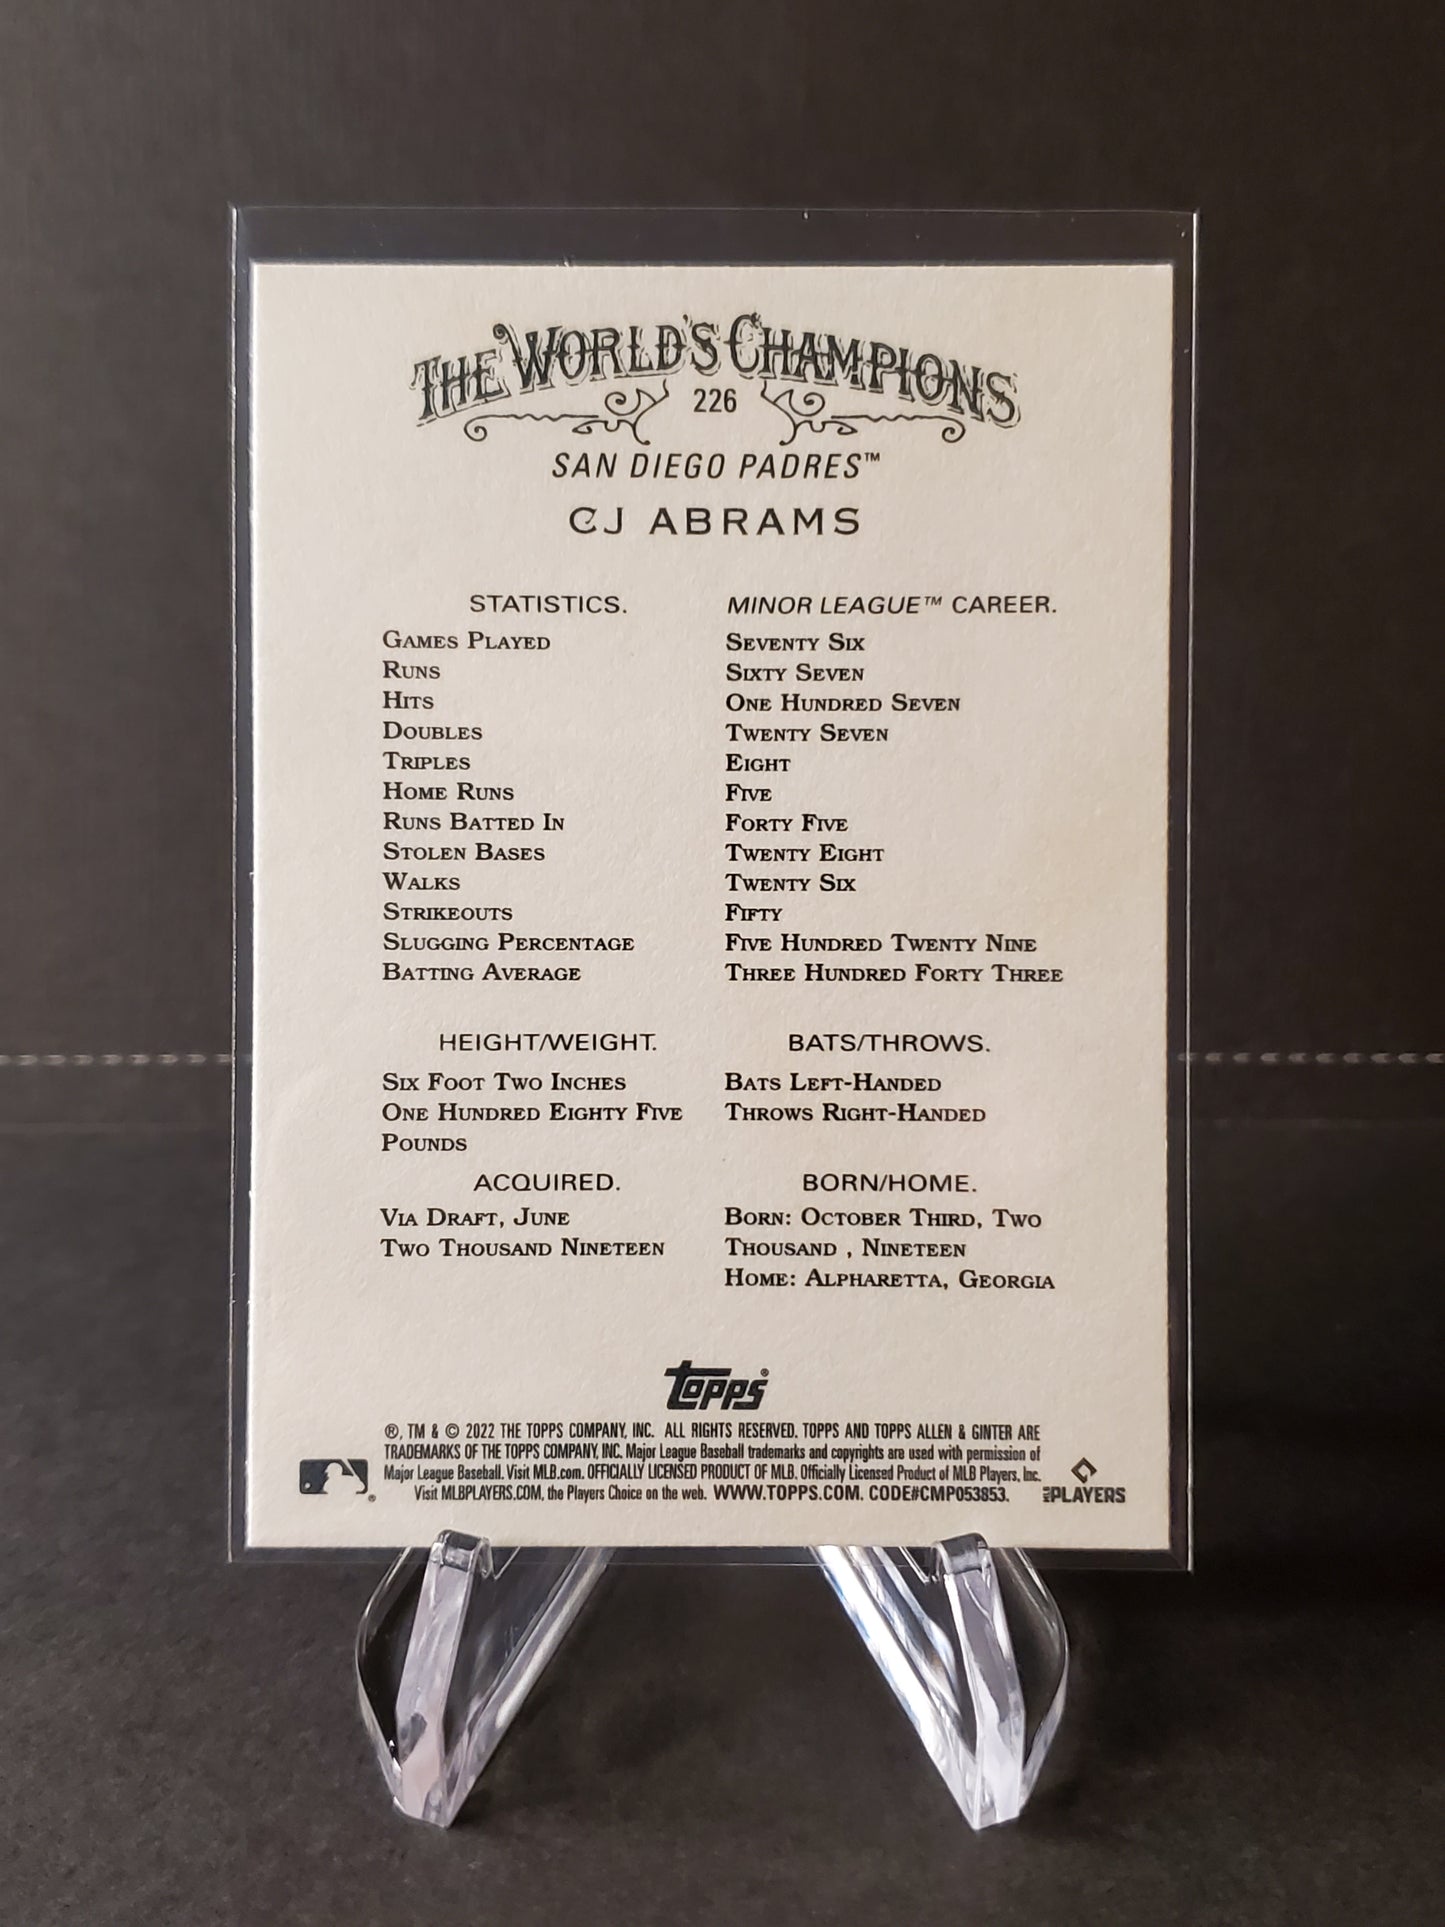 THE WORLD'S CHAMPIONS
226
SAN DIEGO PADRES™
CJ ABRAMS
STATISTICS. MINOR LEAGUE™ CAREER.
GAMES PLAYED SEVENTY SIX
RUNS SIXTY SEVEN
HITS ONE HUNDRED SEVEN
DOUBLES TWENTY SEVEN
TRIPLES EIGHT
HOME RUNS FIVE
RUNS BATTED IN FORTY FIVE
STOLEN BASES TWENTY EIGHT
WALKS TWENTY SIX
STRIKEOUTS FIFTY
SLUGGING PERCENTAGE FIVE HUNDRED TWENTY NINE
BATTING AVERAGE THREE HUNDRED FORTY THREE
HEIGHT/WEIGHT. BATS/THROWS.
SIX FOOT TWO INCHES BATS LEFT-HANDED
ONE HUNDRED EIGHTY FIVE THROWS RIGHT-HANDED
POUNDS
ACQUIRED. BORN/HOME.
VIA DRAFT, JUNE BORN: OCTOBER THIRD, TWO
TWO THOUSAND NINETEEN THOUSAND , NINETEEN
HOME: ALPHARETTA, GEORGIA
topps®
®, TM & © 2022 THE TOPPS COMPANY, INC. ALL RIGHTS RESERVED. TOPPS AND TOPPS ALLEN & GINTER ARE
TRADEMARKS OF THE TOPPS COMPANY, INC. Major League Baseball trademarks and copyrights are used with permission of
Major League Baseball. Visit MLB.com. OFFICIALLY LICENSED PRODUCT OF MLB. Officially Licensed Product of MLB Players, Inc.
Visit MLBPLAYERS.COM, the Players Choice on the web. WWW.TOPPS.COM. CODE#CMP053853.
MLB PLAYERS